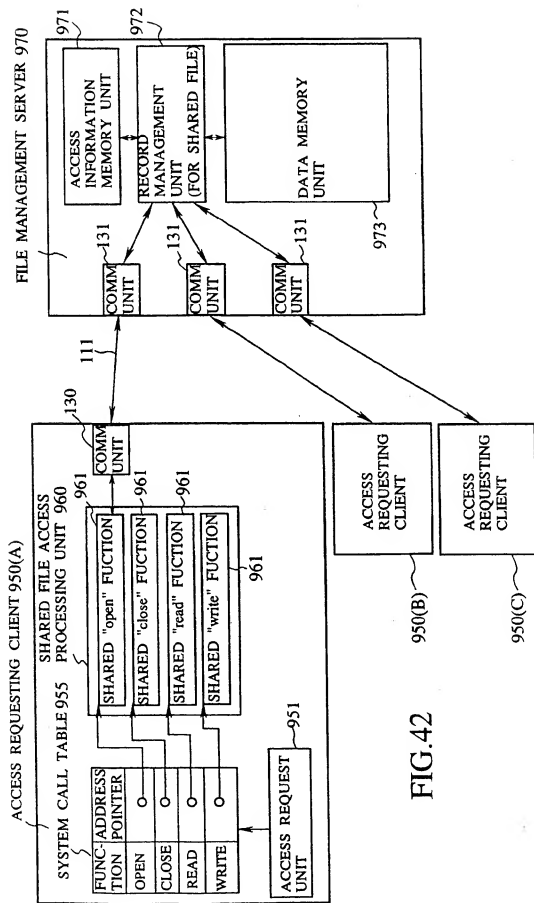 ACCESS REQUESTING CLIENT 950(A)
SYSTEM CALL TABLE 955
FUNC-
TION
ADDRESS
POINTER
OPEN
CLOSE
READ
WRITE
ACCESS REQUEST
UNIT
951
SHARED FILE ACCESS
PROCESSING UNIT 960
961
SHARED "open" FUCTION
961
SHARED "close" FUCTION
961
SHARED "read" FUCTION
SHARED "write" FUCTION
961
130
COMM
UNIT
111
FILE MANAGEMENT SERVER 970
131
COMM
UNIT
131
COMM
UNIT
131
COMM
UNIT
971
ACCESS
INFORMATION
MEMORY UNIT
972
RECORD
MANAGEMENT
UNIT
(FOR SHARED FILE)
DATA MEMORY
UNIT
973
ACCESS
REQUESTING
CLIENT
950(B)
ACCESS
REQUESTING
CLIENT
950(C)
FIG.42